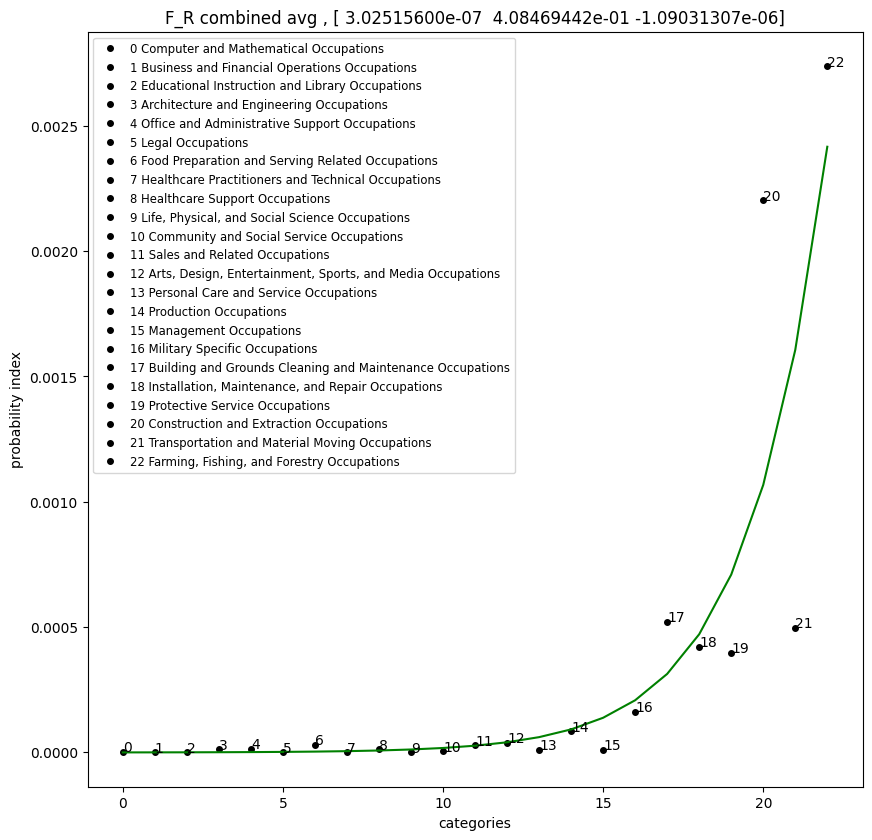 F_R combined avg , [ 3.02515600e-07  4.08469442e-01 -1.09031307e-06]
0 Computer and Mathematical Occupations
1 Business and Financial Operations Occupations
2 Educational Instruction and Library Occupations
3 Architecture and Engineering Occupations
4 Office and Administrative Support Occupations
5 Legal Occupations
6 Food Preparation and Serving Related Occupations
7 Healthcare Practitioners and Technical Occupations
8 Healthcare Support Occupations
9 Life, Physical, and Social Science Occupations
10 Community and Social Service Occupations
11 Sales and Related Occupations
12 Arts, Design, Entertainment, Sports, and Media Occupations
13 Personal Care and Service Occupations
14 Production Occupations
15 Management Occupations
16 Military Specific Occupations
17 Building and Grounds Cleaning and Maintenance Occupations
18 Installation, Maintenance, and Repair Occupations
19 Protective Service Occupations
20 Construction and Extraction Occupations
21 Transportation and Material Moving Occupations
22 Farming, Fishing, and Forestry Occupations
probability index
0.0025
0.0020
0.0015
0.0010
0.0005
0.0000
22
20
17
21
18
19
16
14
0 1 2 3 4 5 6 7 8 9 10 11 12 13 15
0 5 10 15 20
categories